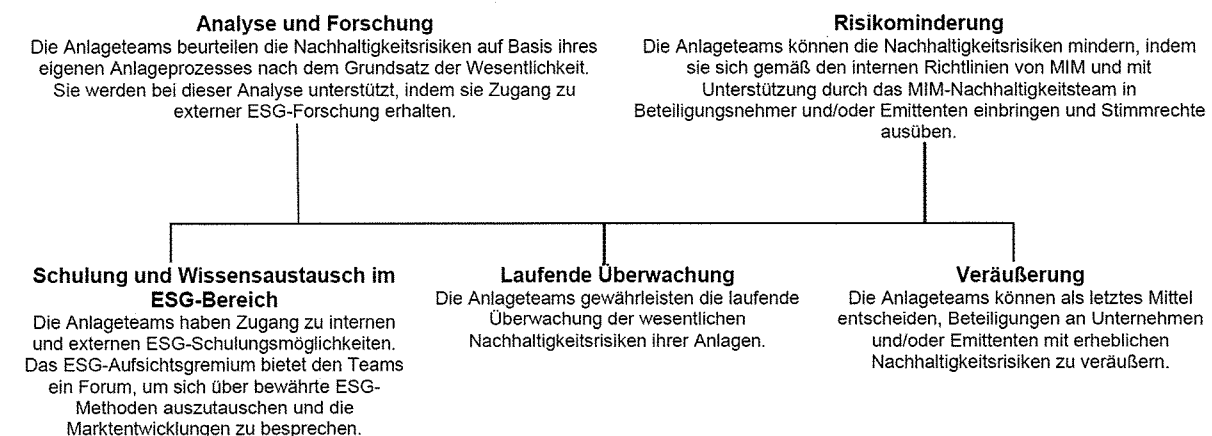 Analyse und Forschung
Die Anlageteams beurteilen die Nachhaltigkeitsrisiken auf Basis ihres
eigenen Anlageprozesses nach dem Grundsatz der Wesentlichkeit.
Sie werden bei dieser Analyse unterstützt, indem sie Zugang zu
externer ESG-Forschung erhalten.
Risikominderung
Die Anlageteams können die Nachhaltigkeitsrisiken mindern, indem
sie sich gemäß den internen Richtlinien von MIM und mit
Unterstützung durch das MIM-Nachhaltigkeitsteam in
Beteiligungsnehmer und/oder Emittenten einbringen und Stimmrechte
ausüben.
Schulung und Wissensaustausch im
ESG-Bereich
Die Anlageteams haben Zugang zu internen
und externen ESG-Schulungsmöglichkeiten.
Das ESG-Aufsichtsgremium bietet den Teams
ein Forum, um sich über bewährte ESG-
Methoden auszutauschen und die
Marktentwicklungen zu besprechen.
Laufende Überwachung
Die Anlageteams gewährleisten die laufende
Überwachung der wesentlichen
Nachhaltigkeitsrisiken ihrer Anlagen.
Veräußerung
Die Anlageteams können als letztes Mittel
entscheiden, Beteiligungen an Unternehmen
und/oder Emittenten mit erheblichen
Nachhaltigkeitsrisiken zu veräußern.